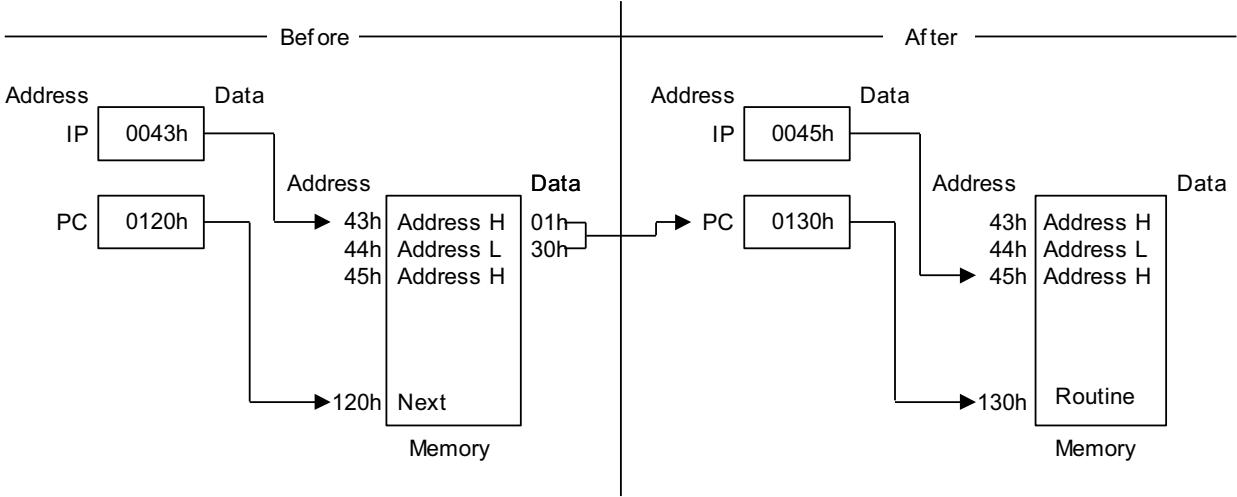 Before
After
Address Data
IP 0043h
Address Data
PC 0120h
43h Address H 01h
44h Address L 30h
45h Address H
120h Next
Memory
Address Data
IP 0045h
Address Data
PC 0130h
43h Address H
44h Address L
45h Address H
130h Routine
Memory